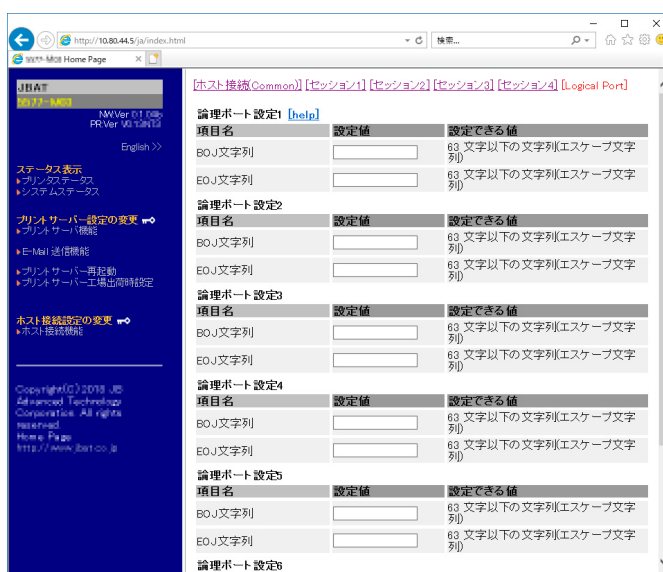 http://10.80.44.5/ja/index.html
検索...
Home Page
JBAT
NW.Ver
PR.Ver
English >>
ステータス表示
プリンタステータス
システムステータス
プリントサーバー設定の変更
プリントサーバ機能
E-Mail 送信機能
プリントサーバー再起動
プリントサーバー工場出荷時設定
ホスト接続設定の変更
ホスト接続機能
Copyright(C)2018 JB
Advanced Technology
Corporation. All rights
reserved.
Home Page
http://www.jbat.co.jp
[ホスト接続(Common)] [セッション1] [セッション2] [セッション3] [セッション4] [Logical Port]
論理ポート設定1 [help]
項目名 設定値 設定できる値
BOJ文字列 63 文字以下の文字列(エスケープ文字
列)
EOJ文字列 63 文字以下の文字列(エスケープ文字
列)
論理ポート設定2
項目名 設定値 設定できる値
BOJ文字列 63 文字以下の文字列(エスケープ文字
列)
EOJ文字列 63 文字以下の文字列(エスケープ文字
列)
論理ポート設定3
項目名 設定値 設定できる値
BOJ文字列 63 文字以下の文字列(エスケープ文字
列)
EOJ文字列 63 文字以下の文字列(エスケープ文字
列)
論理ポート設定4
項目名 設定値 設定できる値
BOJ文字列 63 文字以下の文字列(エスケープ文字
列)
EOJ文字列 63 文字以下の文字列(エスケープ文字
列)
論理ポート設定5
項目名 設定値 設定できる値
BOJ文字列 63 文字以下の文字列(エスケープ文字
列)
EOJ文字列 63 文字以下の文字列(エスケープ文字
列)
論理ポート設定6